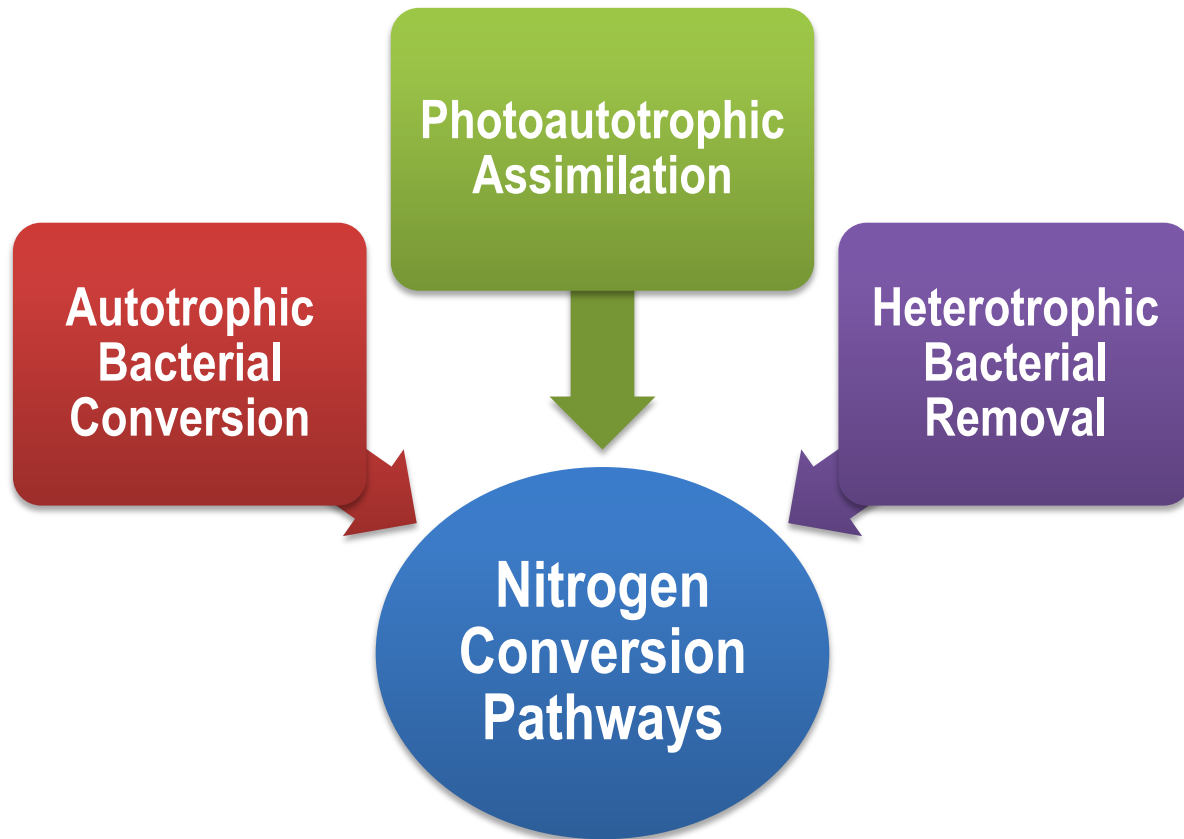 Photoautotrophic
Assimilation
Autotrophic
Bacterial
Conversion
Heterotrophic
Bacterial
Removal
Nitrogen
Conversion
Pathways